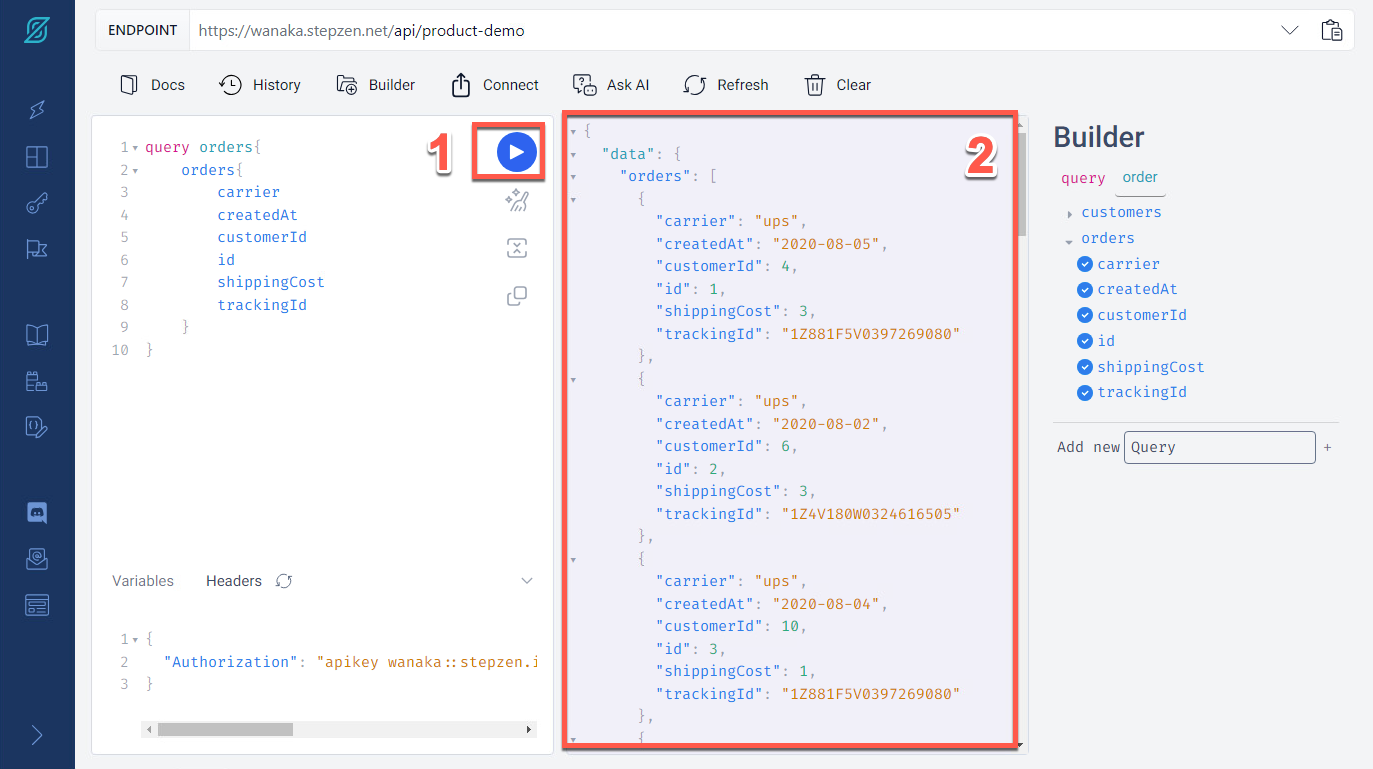 ENDPOINT https://wanaka.stepzen.net/api/product-demo
Docs History Builder Connect Ask AI Refresh Clear
1 query orders{
2 orders{
3 carrier
4 createdAt
5 customerId
6 id
7 shippingCost
8 trackingId
9 }
10 }
1
Variables Headers
1 {
2 "Authorization": "apikey wanaka::stepzen.i
3 }
2
{
"data": {
"orders": [
{
"carrier": "ups",
"createdAt": "2020-08-05",
"customerId": 4,
"id": 1,
"shippingCost": 3,
"trackingId": "1Z881F5V0397269080"
},
{
"carrier": "ups",
"createdAt": "2020-08-02",
"customerId": 6,
"id": 2,
"shippingCost": 3,
"trackingId": "1Z4V180W0324616505"
},
{
"carrier": "ups",
"createdAt": "2020-08-04",
"customerId": 10,
"id": 3,
"shippingCost": 1,
"trackingId": "1Z881F5V0397269080"
},
{
Builder
query order
customers
orders
carrier
createdAt
customerId
id
shippingCost
trackingId
Add new Query +